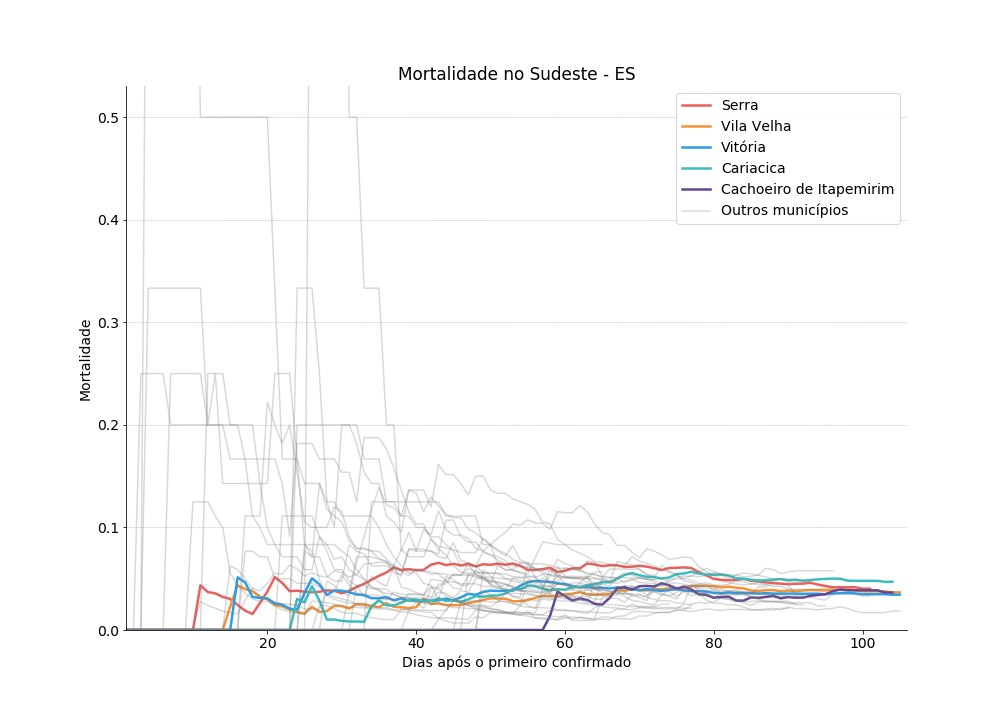 Mortalidade no Sudeste - ES
Serra
Vila Velha
Vitória
Cariacica
Cachoeiro de Itapemirim
Outros municípios
Mortalidade
0.5
0.4
0.3
0.2
0.1
0.0
20
40
60
80
100
Dias após o primeiro confirmado